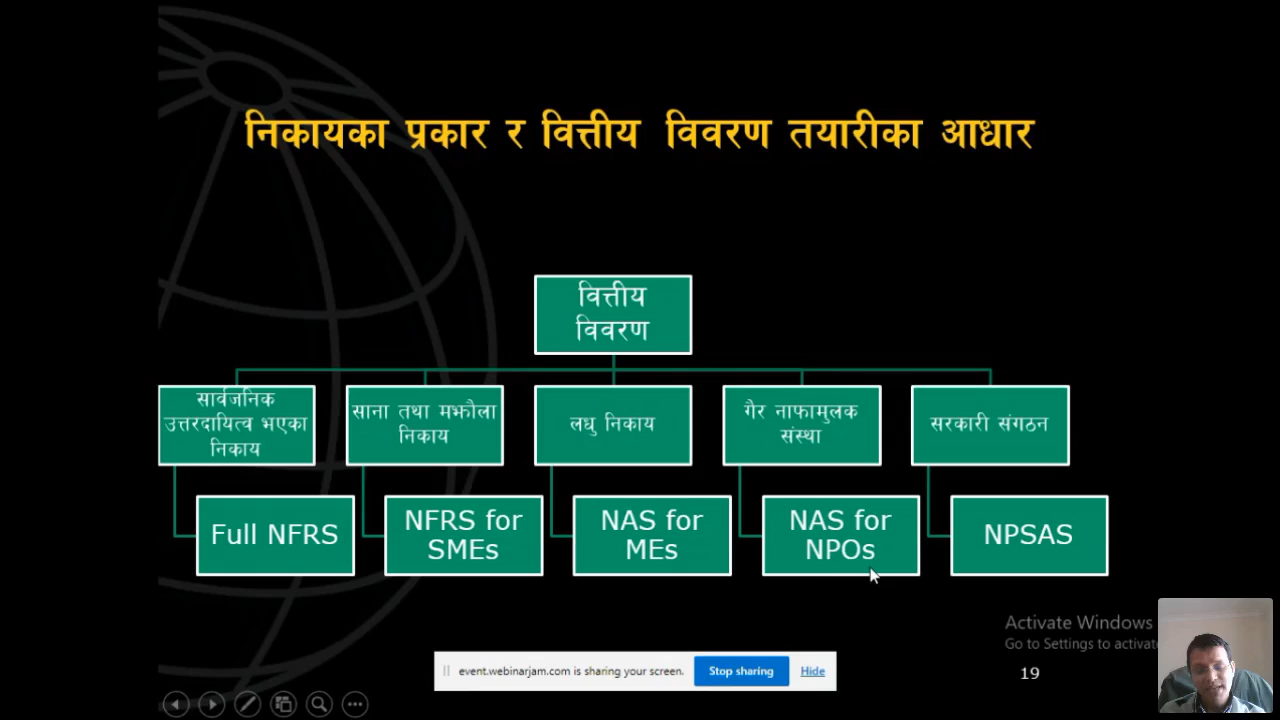 निकायका प्रकार र वित्तीय विवरण तयारीका आधार
वित्तीय
विवरण
सार्वजनिक
उत्तरदायित्व भएका
निकाय
साना तथा मझौला
निकाय
लघु निकाय
गैर नाफामुलक
संस्था
सरकारी संगठन
Full NFRS
NFRS for
SMEs
NAS for
MEs
NAS for
NPOs
NPSAS
Activate Windows
Go to Settings to activate
19
event.webinarjam.com is sharing your screen.
Stop sharing
Hide